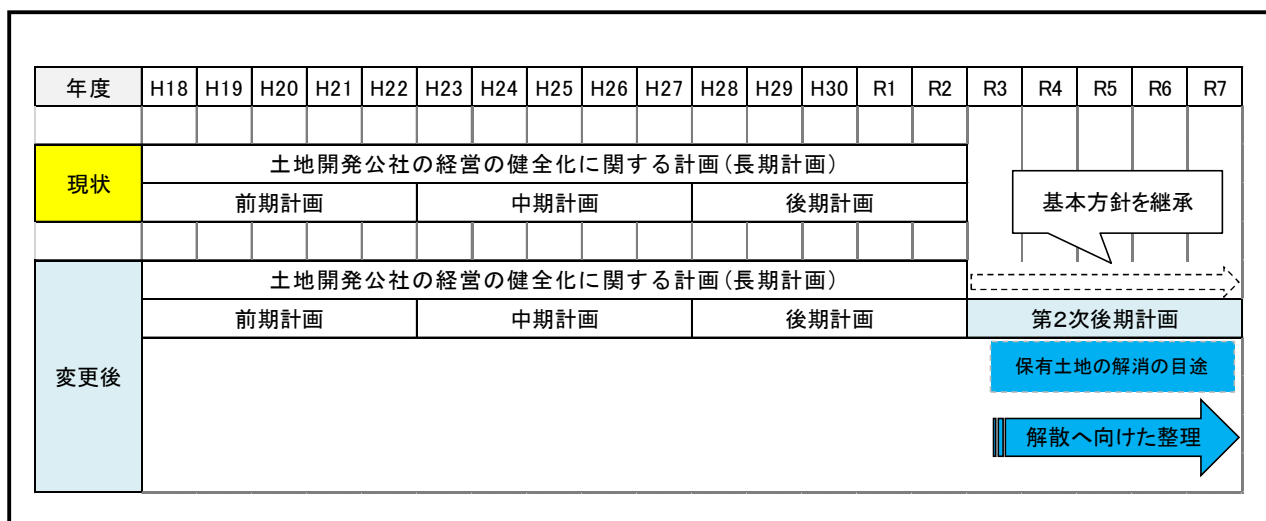 年度 H18 H19 H20 H21 H22 H23 H24 H25 H26 H27 H28 H29 H30 R1 R2 R3 R4 R5 R6 R7
現状
土地開発公社の経営の健全化に関する計画(長期計画)
前期計画 中期計画 後期計画
基本方針を継承
変更後
土地開発公社の経営の健全化に関する計画(長期計画)
前期計画 中期計画 後期計画 第2次後期計画
保有土地の解消の目途
解散へ向けた整理